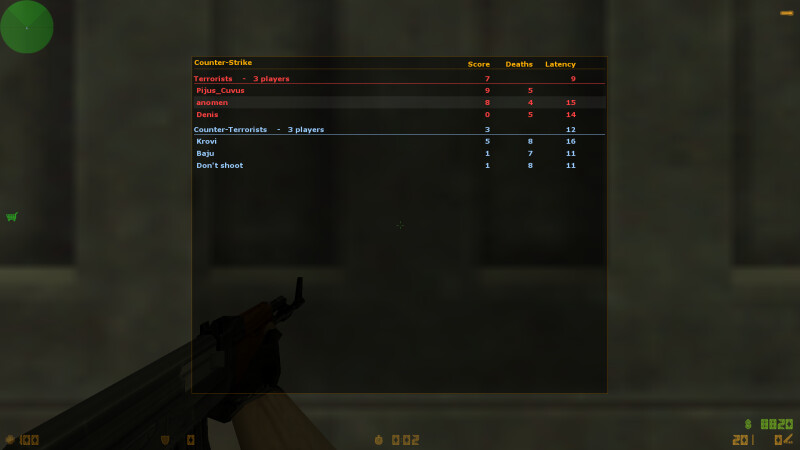 Counter-Strike Score Deaths Latency
Terrorists - 3 players 7 9
Pijus_Cuvus 9 5
anomen 8 4 15
Denis 0 5 14
Counter-Terrorists - 3 players 3 12
Krovi 5 8 16
Baju 1 7 11
Don't shoot 1 8 11
$ 8820
100 0 0:02 20| 0